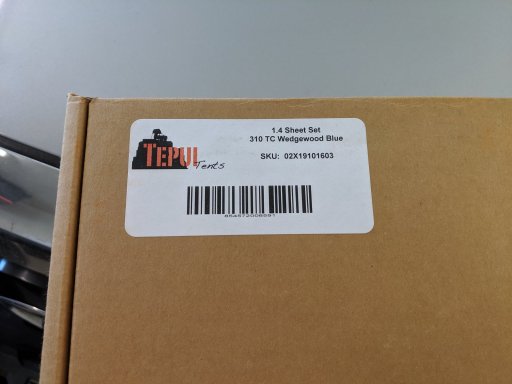 TEPUI
Tents
1.4 Sheet Set
310 TC Wedgewood Blue
SKU: 02X19101603